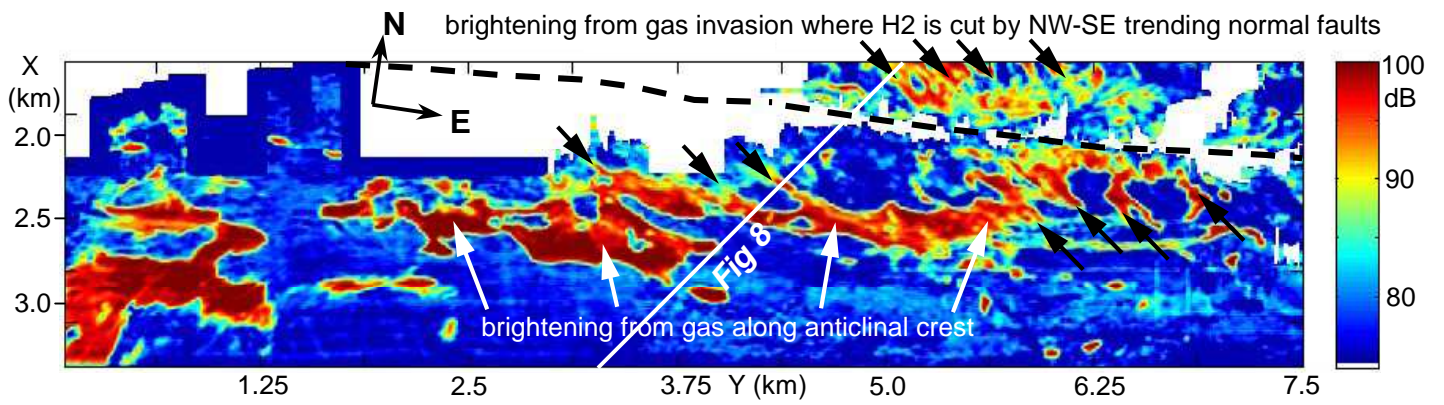 brightening from gas invasion where H2 is cut by NW-SE trending normal faults
N
E
X
(km)
2.0
2.5
3.0
Fig 8
brightening from gas along anticlinal crest
100
dB
90
80
1.25
2.5
3.75
Y (km)
5.0
6.25
7.5